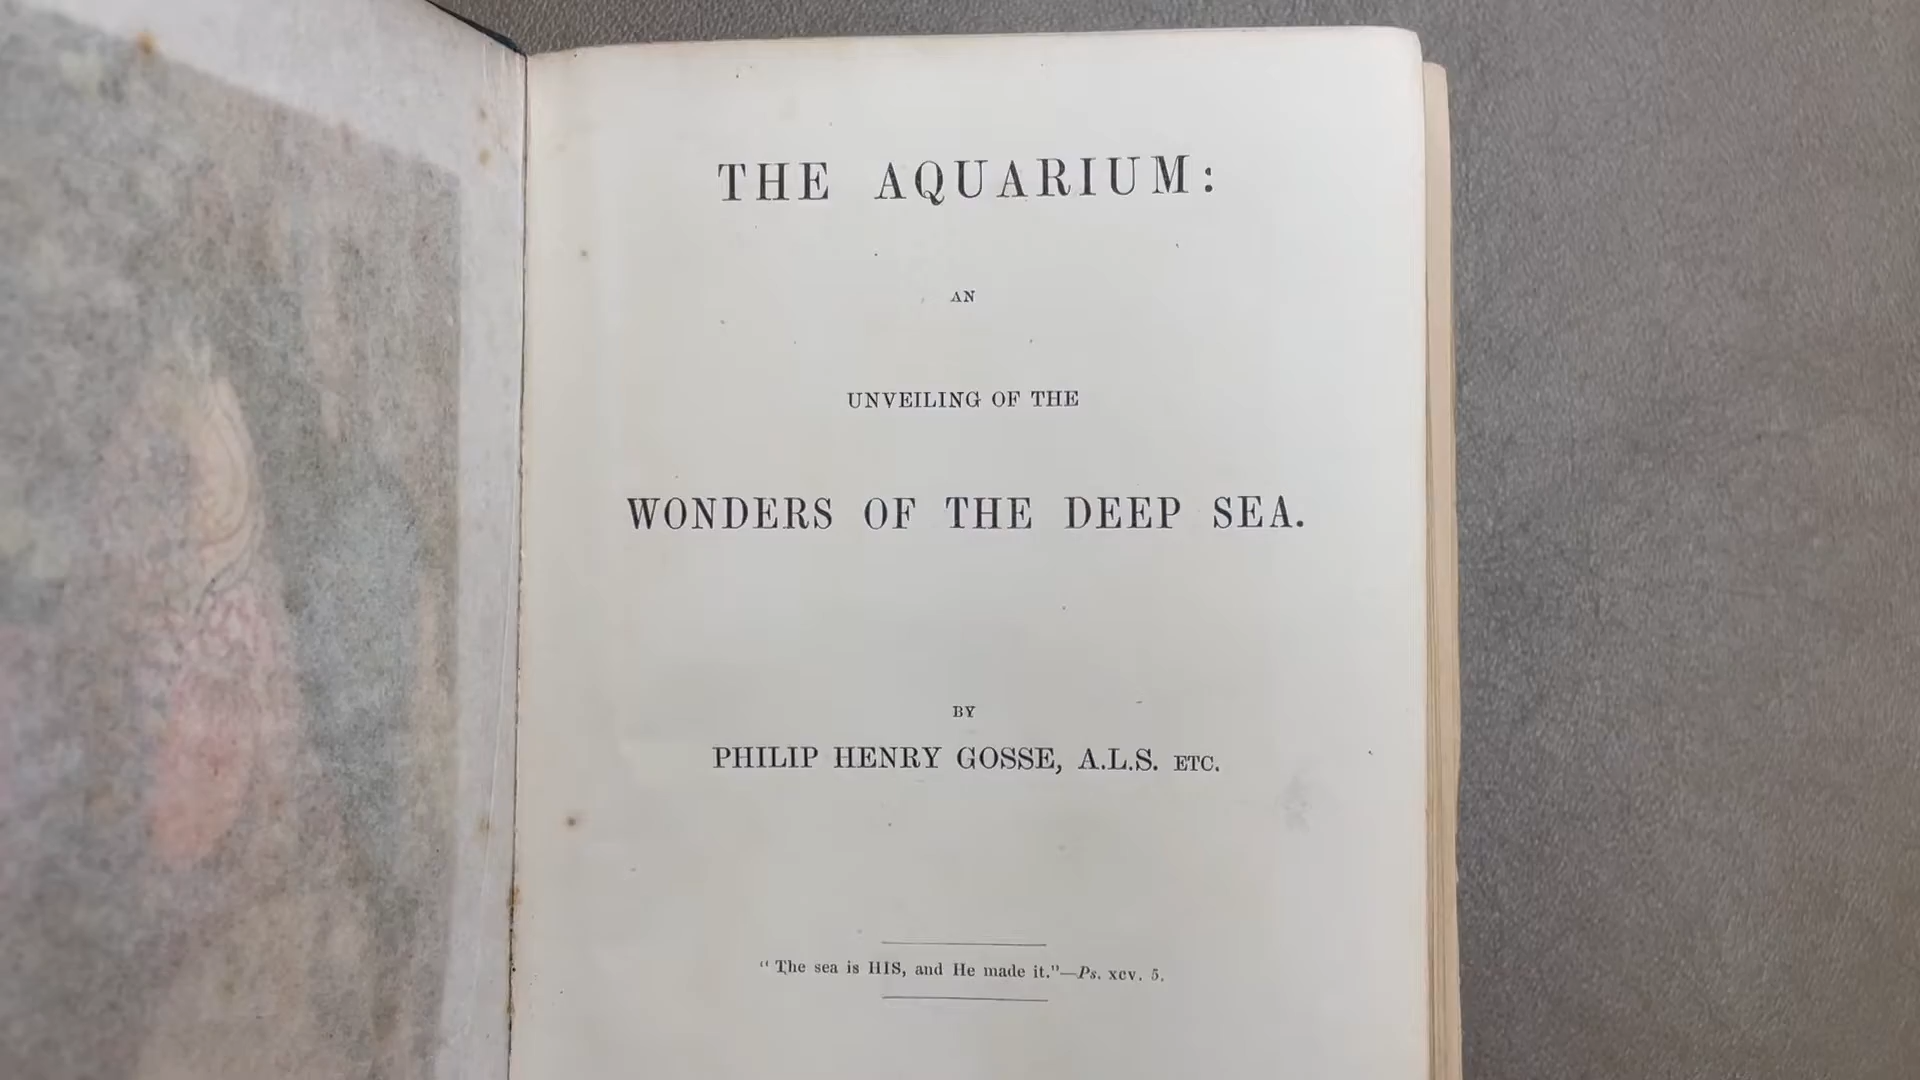 THE AQUARIUM:
AN
UNVEILING OF THE
WONDERS OF THE DEEP SEA.
BY
PHILIP HENRY GOSSE, A.L.S. ETC.
“The sea is HIS, and He made it.”—Ps. xcv. 5.